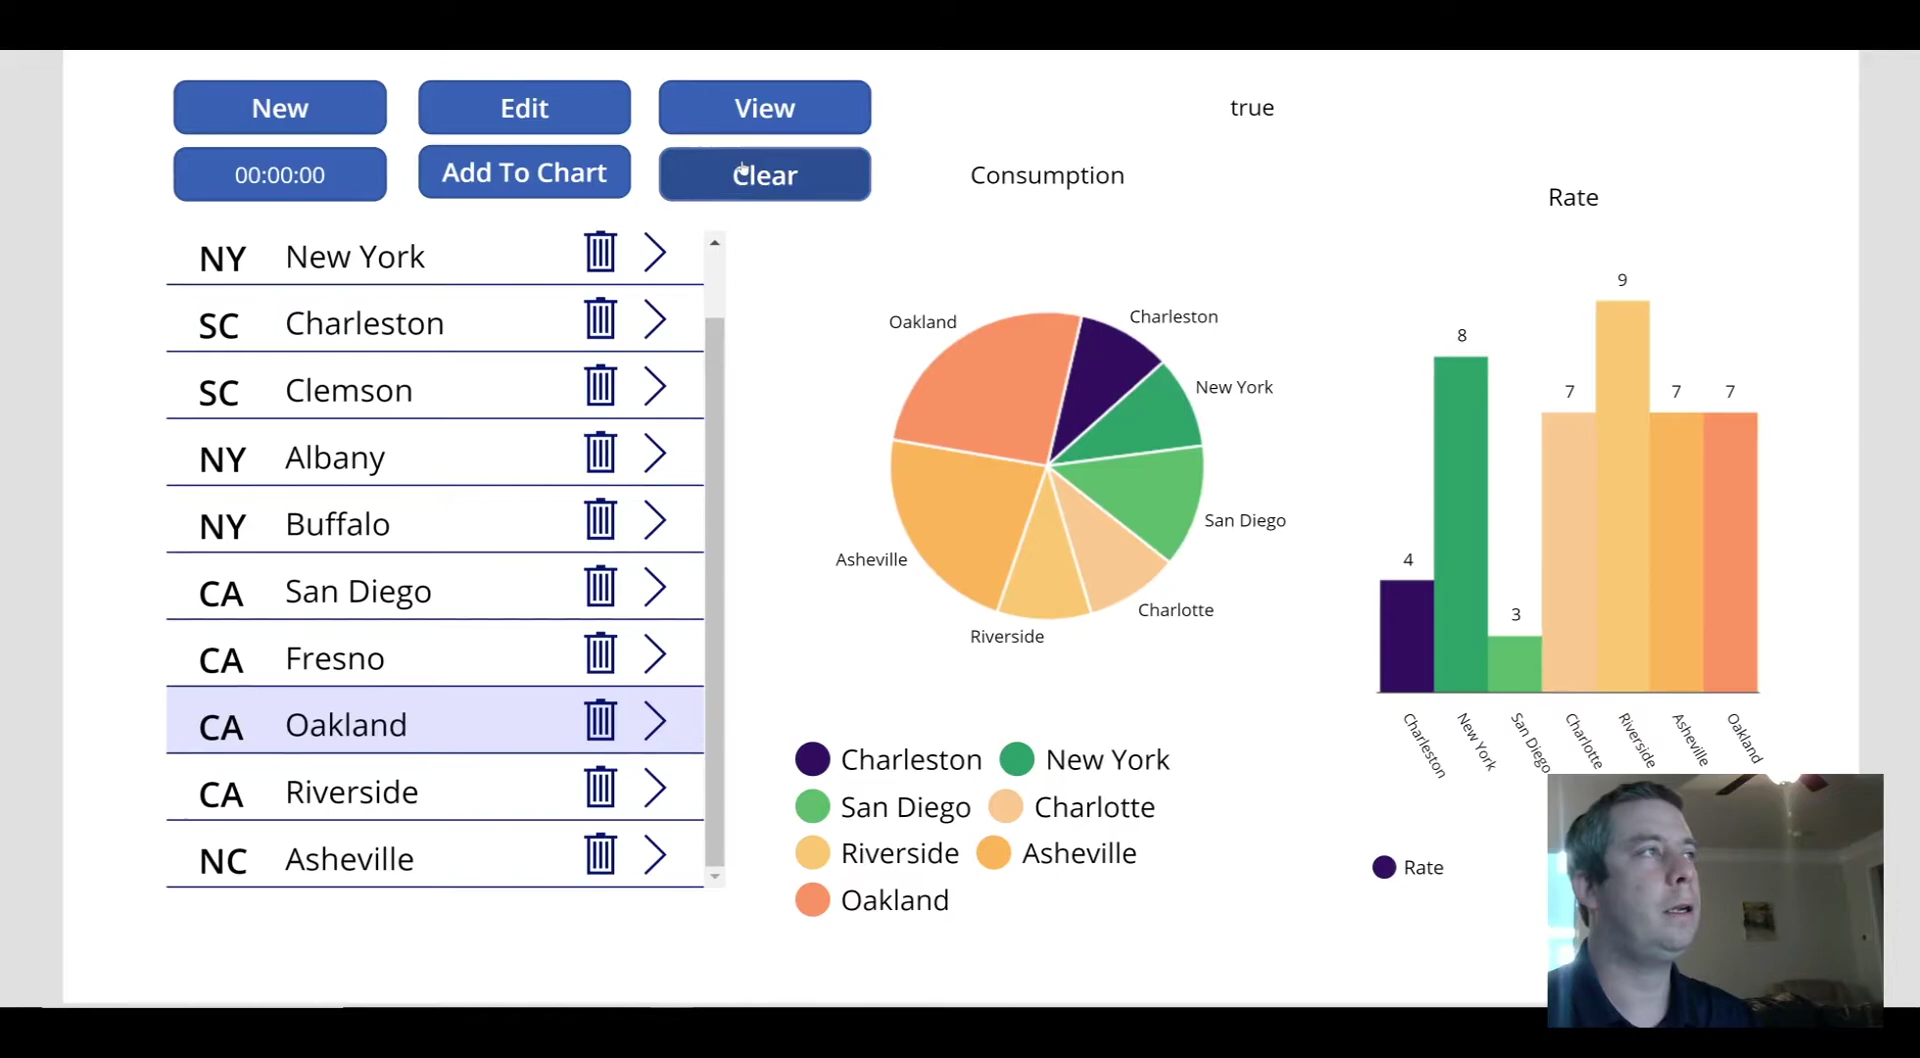 New Edit View
true
00:00:00 Add To Chart Clear
Consumption
Rate
NY New York
SC Charleston
SC Clemson
NY Albany
NY Buffalo
CA San Diego
CA Fresno
CA Oakland
CA Riverside
NC Asheville
Oakland
Charleston
New York
San Diego
Asheville
Charlotte
Riverside
Charleston New York
San Diego Charlotte
Riverside Asheville
Oakland
4
8
3
7
9
7
7
Charleston
New York
San Diego
Charlotte
Riverside
Asheville
Oakland
Rate